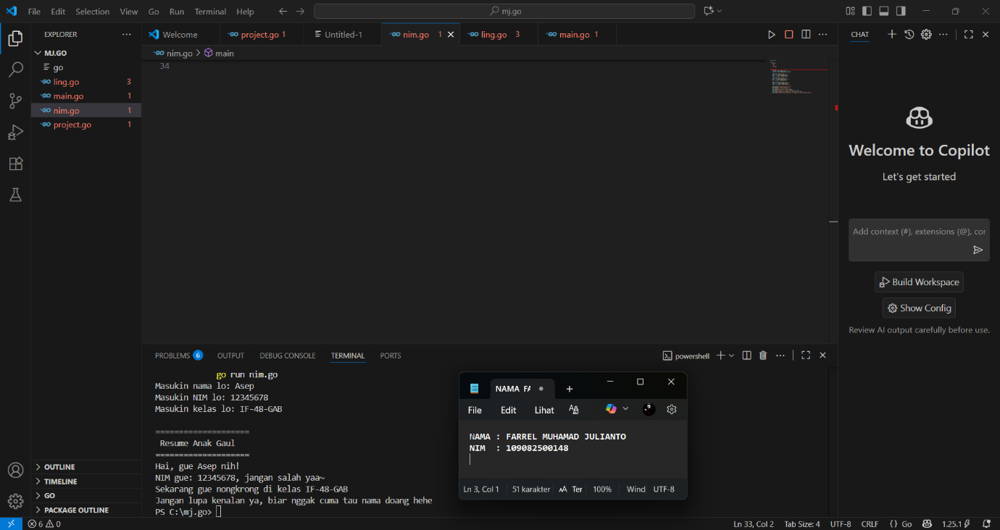 File Edit Selection View Go Run Terminal Help
mj.go
EXPLORER
MJ.GO
go
ling.go 3
main.go 1
nim.go 1
project.go 1
OUTLINE
TIMELINE
GO
PACKAGE OUTLINE
Welcome
project.go 1
Untitled-1
nim.go 1
ling.go 3
main.go 1
nim.go > main
34
PROBLEMS 6 OUTPUT DEBUG CONSOLE TERMINAL PORTS
powershell
go run nim.go
Masukin nama lo: Asep
Masukin NIM lo: 12345678
Masukin kelas lo: IF-48-GAB
====================
Resume Anak Gaul
====================
Hai, gue Asep nih!
NIM gue: 12345678, jangan salah yaa~
Sekarang gue nongkrong di kelas IF-48-GAB
Jangan lupa kenalan ya, biar nggak cuma tau nama doang hehe
PS C:\mj.go>
NAMA
File Edit Lihat
NAMA : FARREL MUHAMAD JULIANTO
NIM : 109082500148
Ln 3, Col 1 51 karakter Ter 100% Wind UTF-8
CHAT
Welcome to Copilot
Let's get started
Add context (#), extensions (@), cor
Build Workspace
Show Config
Review AI output carefully before use.
6 0
Ln 33, Col 2 Tab Size: 4 UTF-8 CRLF {} Go 1.25.1